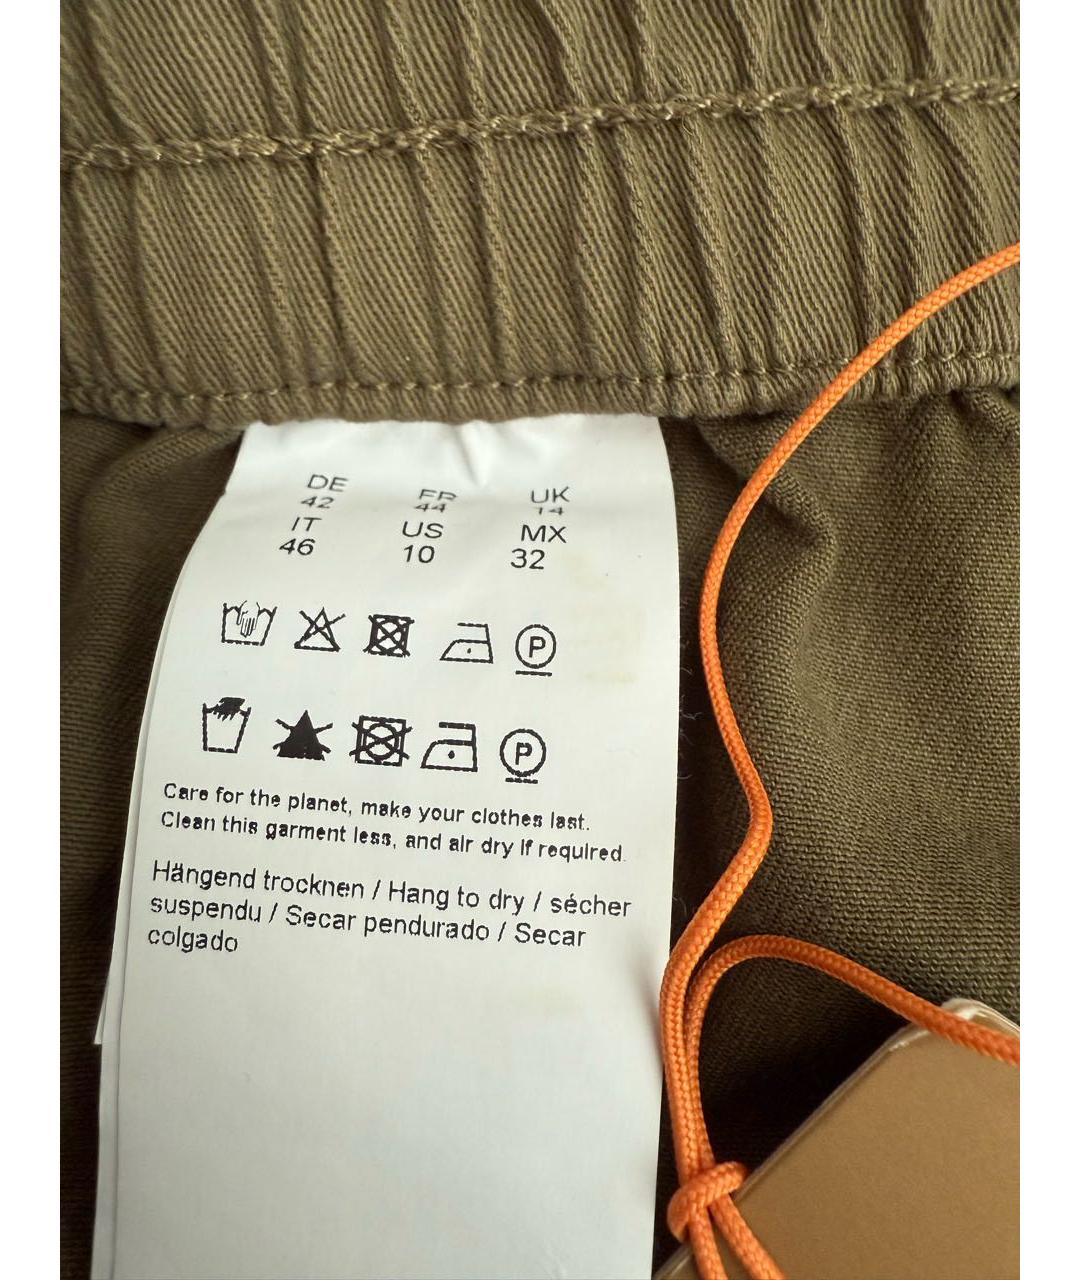 DE FR UK
42 44 14
IT US MX
46 10 32
P
P
Care for the planet, make your clothes last.
Clean this garment less, and air dry if required.
Hängend trocknen / Hang to dry / sécher
suspendu / Secar pendurado / Secar
colgado